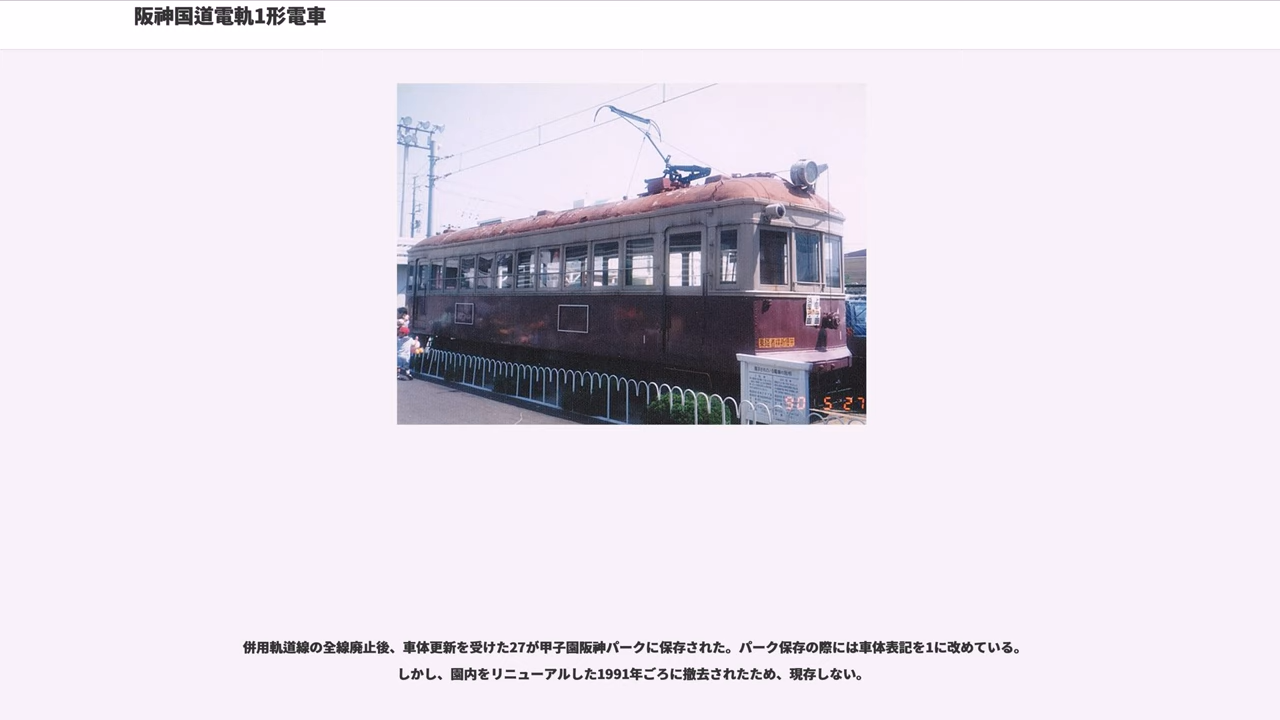 阪神国道電軌1形電車
90 5 27
併用軌道線の全線廃止後、車体更新を受けた27が甲子園阪神パークに保存された。パーク保存の際には車体表記を1に改めている。
しかし、園内をリニューアルした1991年ごろに撤去されたため、現存しない。